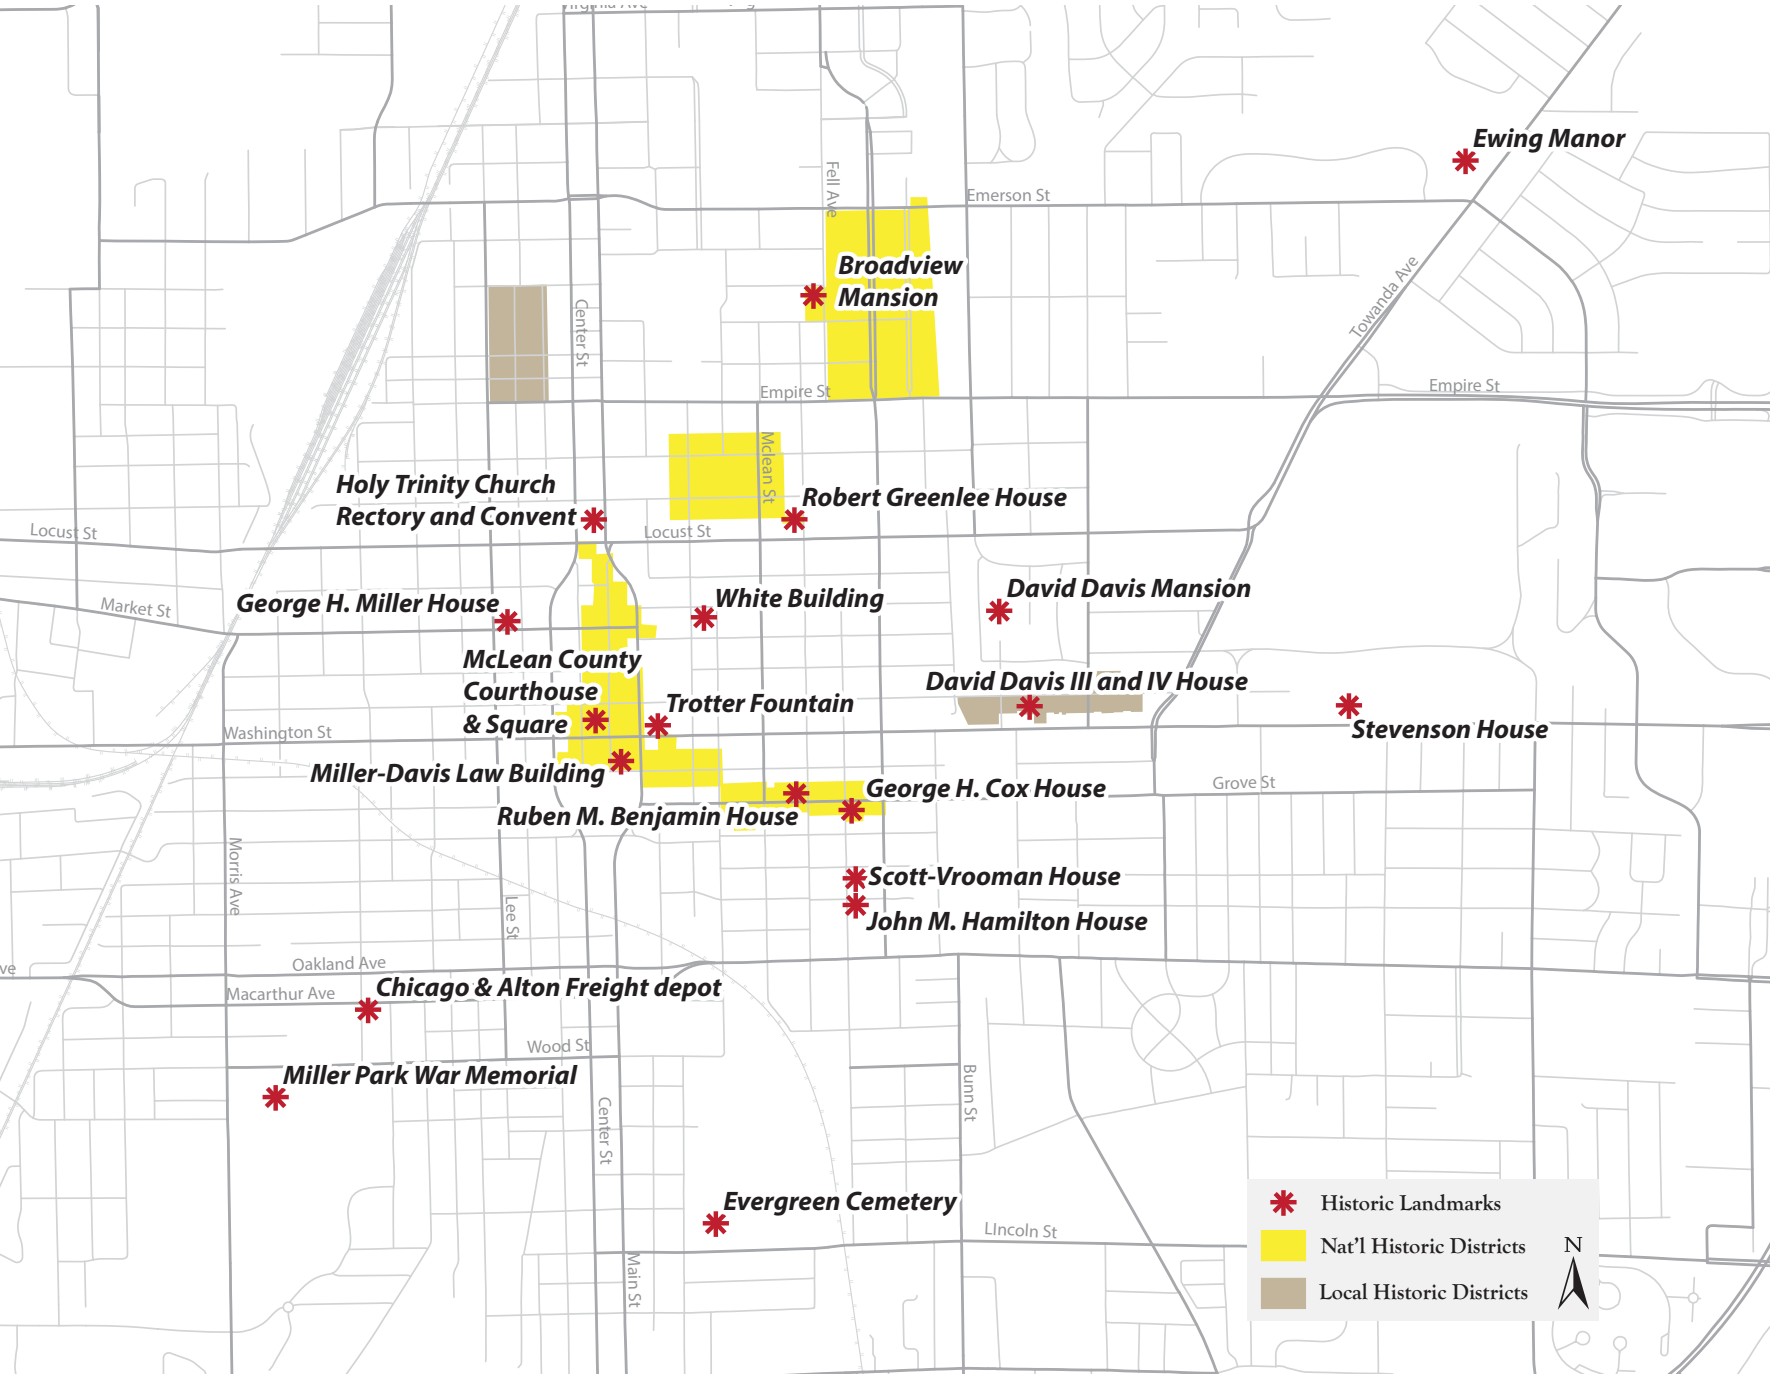 Virginia Ave
Ewing Manor
Fell Ave
Emerson St
Broadview
Mansion
Center St
Towanda Ave
Empire St
Empire St
Mclean St
Holy Trinity Church
Rectory and Convent
Robert Greenlee House
Locust St
Locust St
Market St
George H. Miller House
White Building
David Davis Mansion
McLean County
Courthouse
& Square
Trotter Fountain
David Davis III and IV House
Stevenson House
Washington St
Miller-Davis Law Building
Grove St
George H. Cox House
Ruben M. Benjamin House
Morris Ave
Scott-Vrooman House
Lee St
John M. Hamilton House
ve
Oakland Ave
Macarthur Ave
Chicago & Alton Freight depot
Wood St
Miller Park War Memorial
Bunn St
Center St
Evergreen Cemetery
LIncoln St
Main St
Historic Landmarks
Nat'l Historic Districts
Local Historic Districts
N